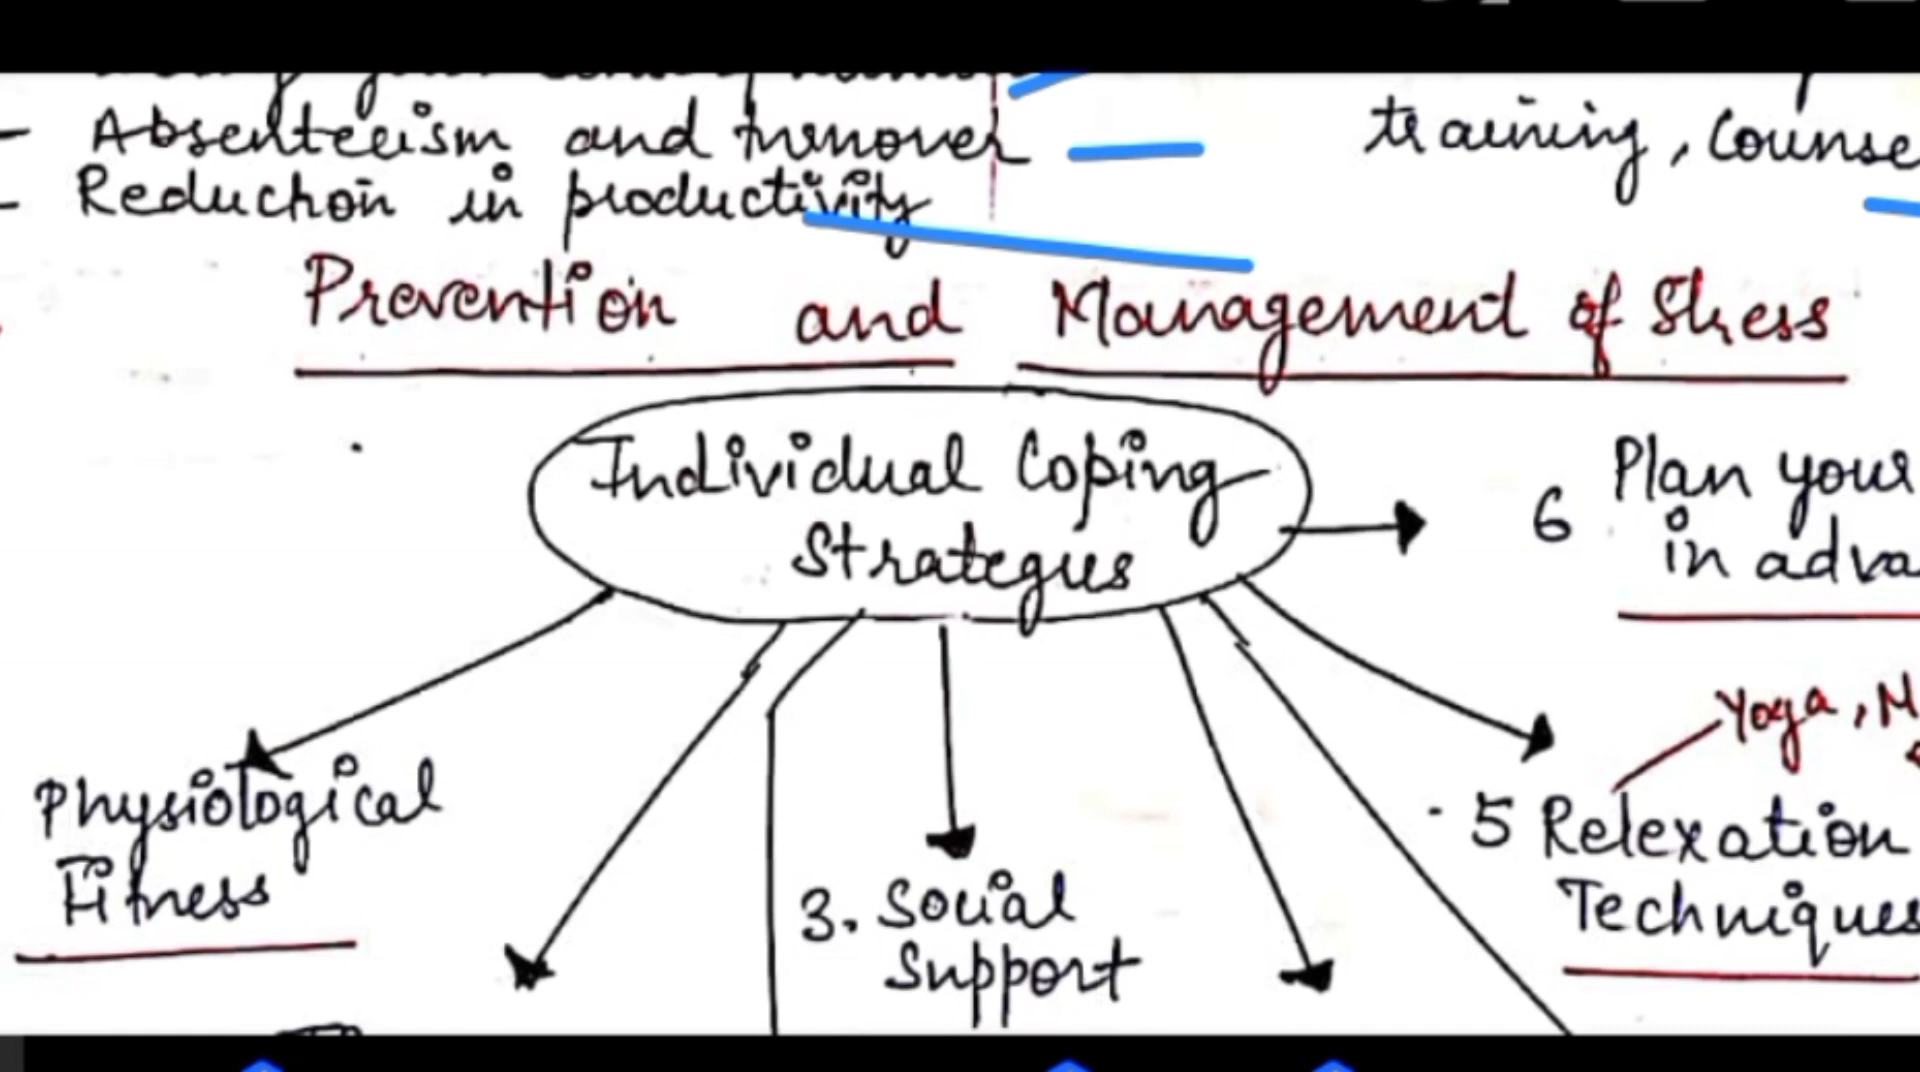 - Absenteeism and turnover
training, Counse
- Reduction in productivity
Prevention and Management of Stress
Individual Coping
Strategies
6 Plan your
in adva
Yoga, M
Physiological
Fitness
5 Relexation
Techniques
3. Social
Support